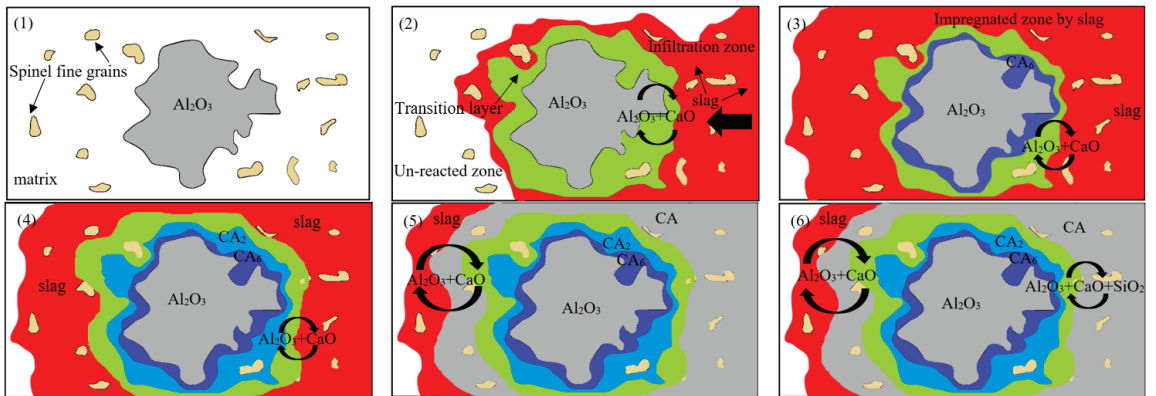 (1)
Spinel fine grains
Al₂O₃
matrix
(2)
Infiltration zone
slag
Transition layer
Al₂O₃
Al₂O₃+CaO
Un-reacted zone
(3)
Impregnated zone by slag
CA₆
Al₂O₃
slag
Al₂O₃+CaO
(4)
slag
CA₂
CA₆
slag
Al₂O₃
Al₂O₃+CaO
(5)
slag
CA
CA₂
CA₆
Al₂O₃+CaO
Al₂O₃
(6)
slag
CA
CA₂
CA₆
Al₂O₃+CaO
Al₂O₃+CaO+SiO₂
Al₂O₃